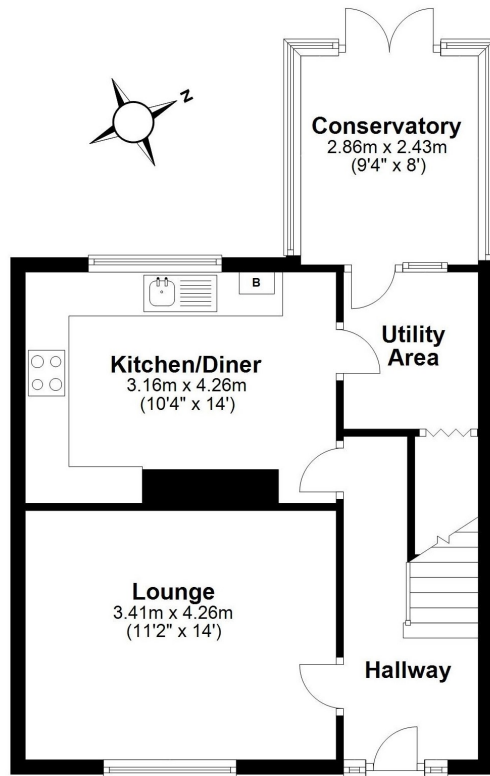 N
Conservatory
2.86m x 2.43m
(9'4" x 8')
B
Utility
Area
Kitchen/Diner
3.16m x 4.26m
(10'4" x 14')
Lounge
3.41m x 4.26m
(11'2" x 14')
Hallway